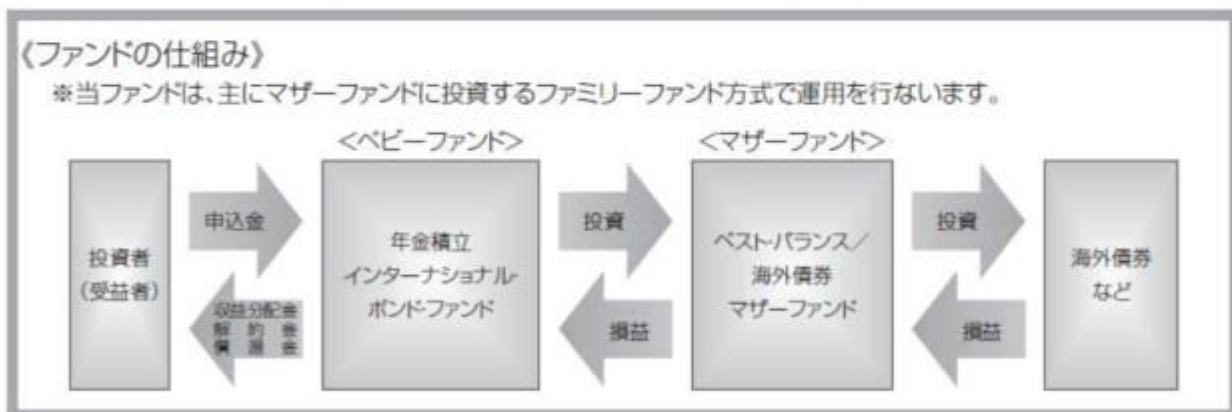 《ファンドの仕組み》
※当ファンドは、主にマザーファンドに投資するファミリーファンド方式で運用を行ないます。
<ベビーファンド>
<マザーファンド>
投資者
(受益者)
申込金
収益分配金
解約金
償還金
年金積立
インターナショナル・
ボンド・ファンド
投資
損益
ベスト・バランス/
海外債券
マザーファンド
投資
損益
海外債券
など